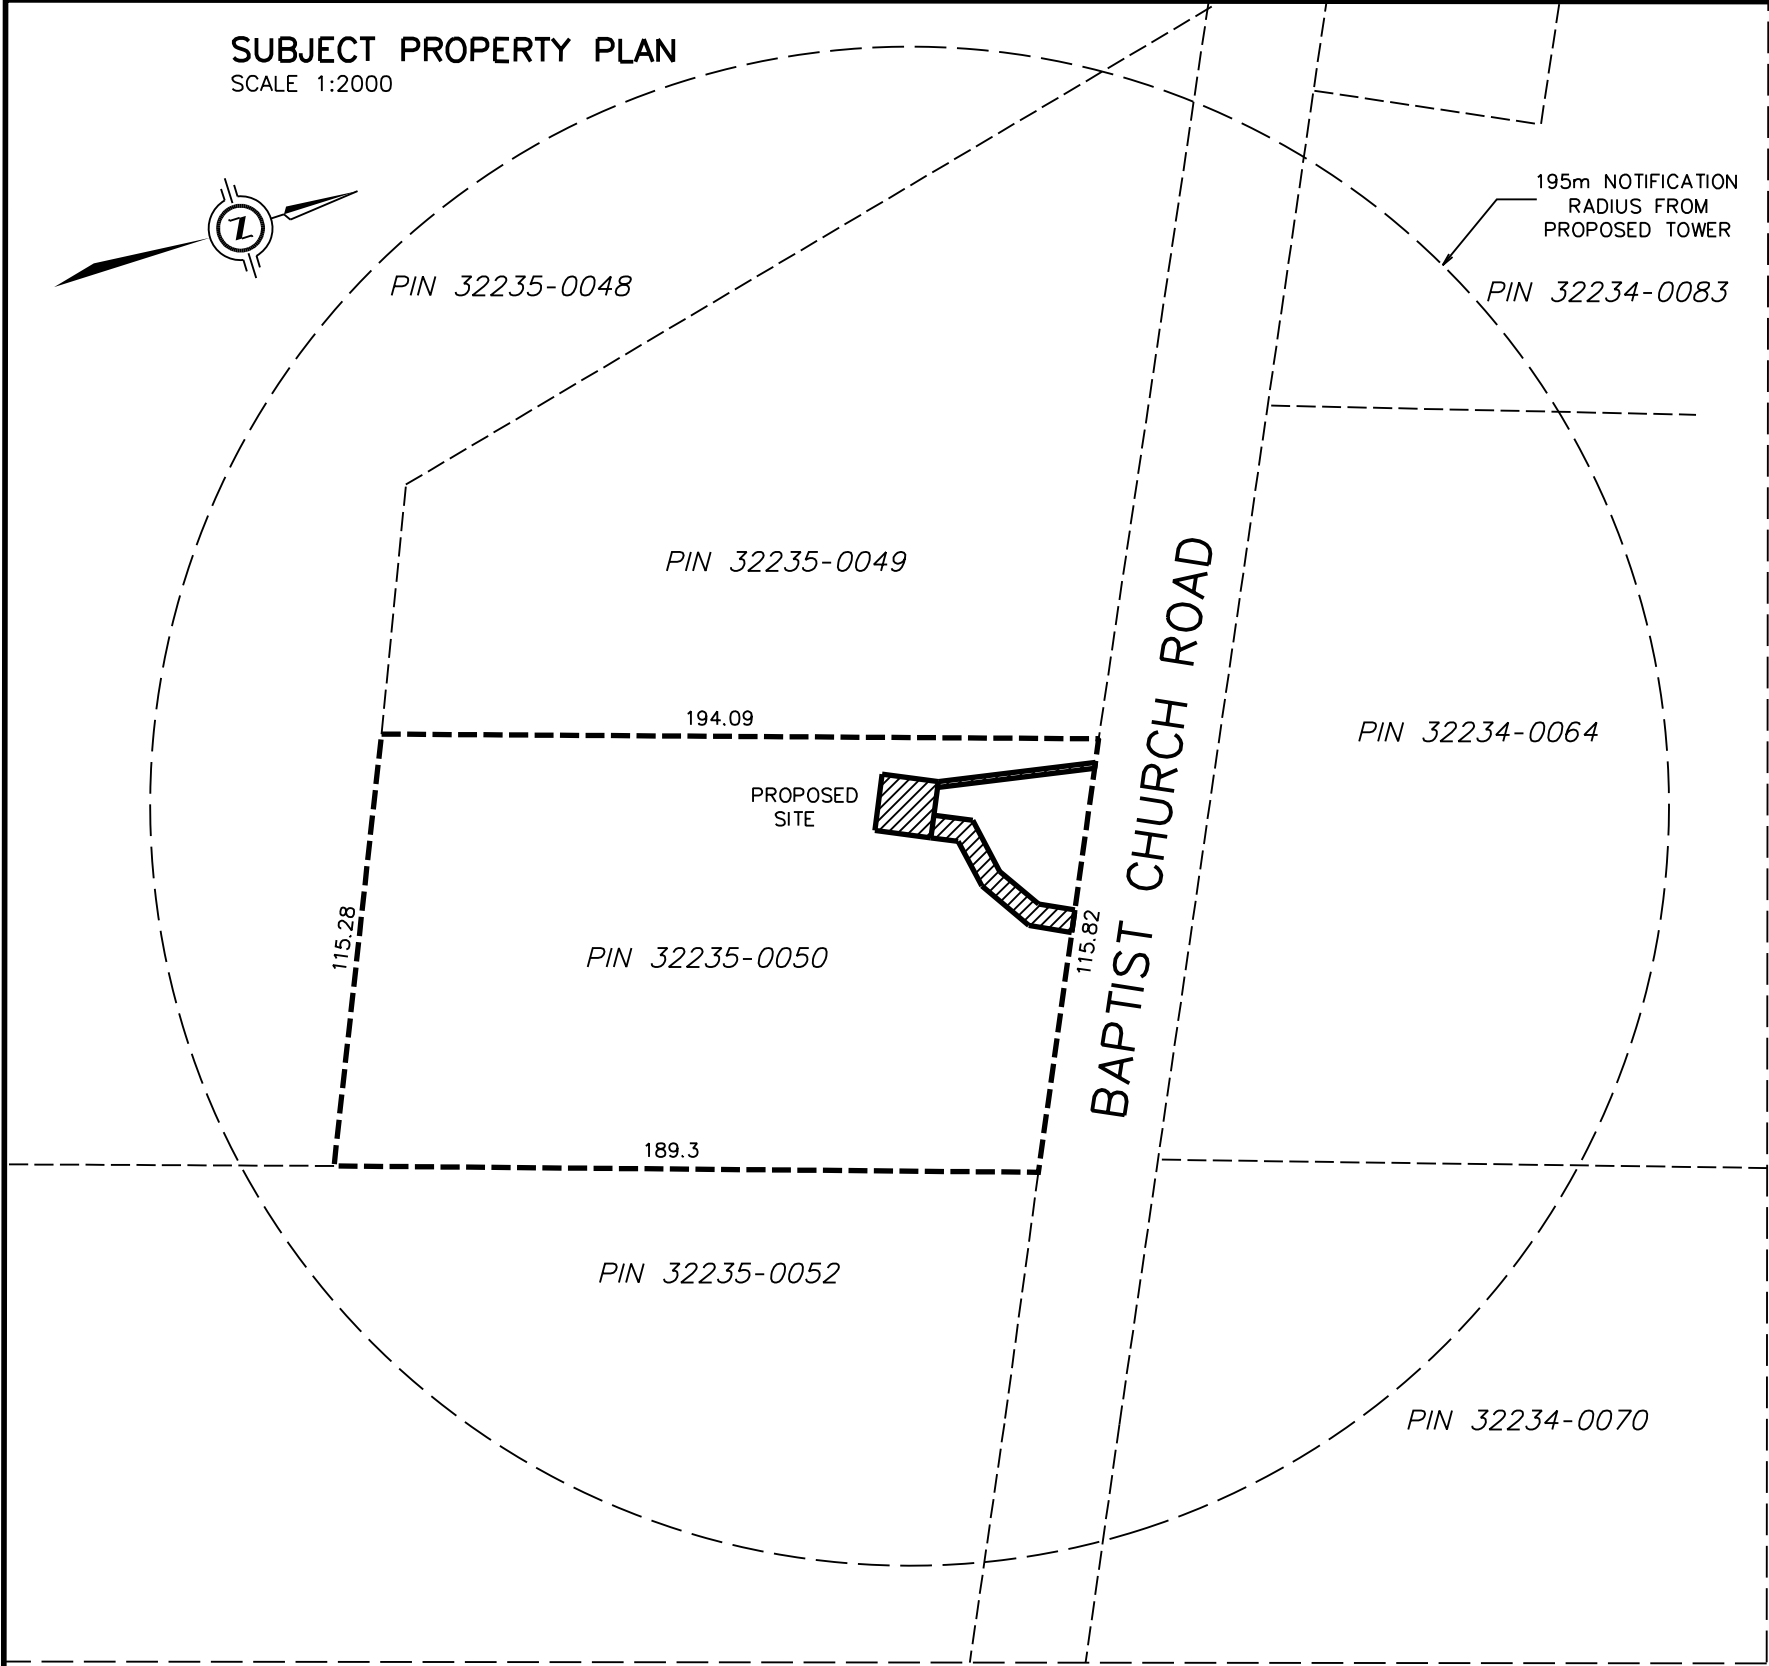 SUBJECT PROPERTY PLAN
SCALE 1:2000
195m NOTIFICATION
RADIUS FROM
PROPOSED TOWER
Z
PIN 32235-0048
PIN 32234-0083
PIN 32235-0049
BAPTIST CHURCH ROAD
194.09
PIN 32234-0064
PROPOSED
SITE
115.28
115.82
PIN 32235-0050
189.3
PIN 32235-0052
PIN 32234-0070